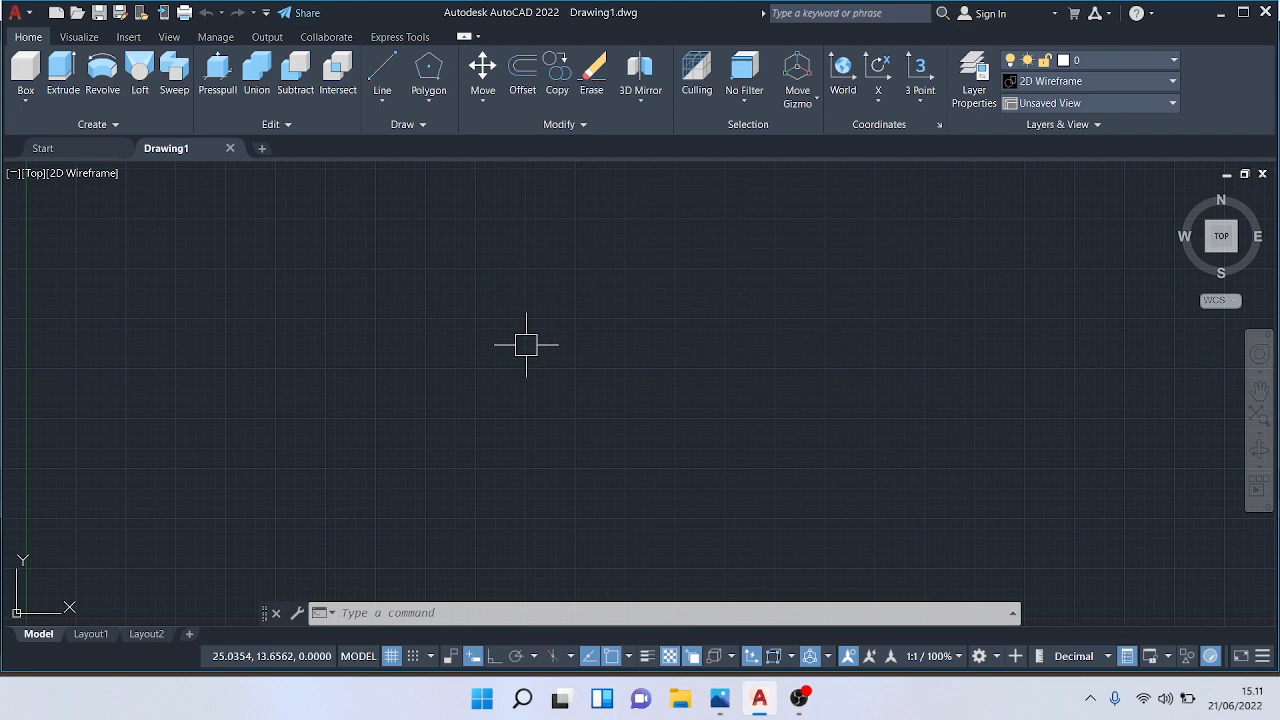 Share
Autodesk AutoCAD 2022 Drawing1.dwg
Type a keyword or phrase
Sign In
Home Visualize Insert View Manage Output Collaborate Express Tools
Box Extrude Revolve Loft Sweep
Presspull Union Subtract Intersect
Line Polygon
Move Offset Copy Erase 3D Mirror
Culling No Filter Move Gizmo
World X 3 Point
Layer Properties
0
2D Wireframe
Unsaved View
Create Edit Draw Modify Selection Coordinates Layers & View
Start Drawing1
[−][Top][2D Wireframe]
N
W TOP E
S
WCS
Y
X
Type a command
Model Layout1 Layout2
25.0354, 13.6562, 0.0000 MODEL 1:1 / 100% Decimal
15.11
21/06/2022